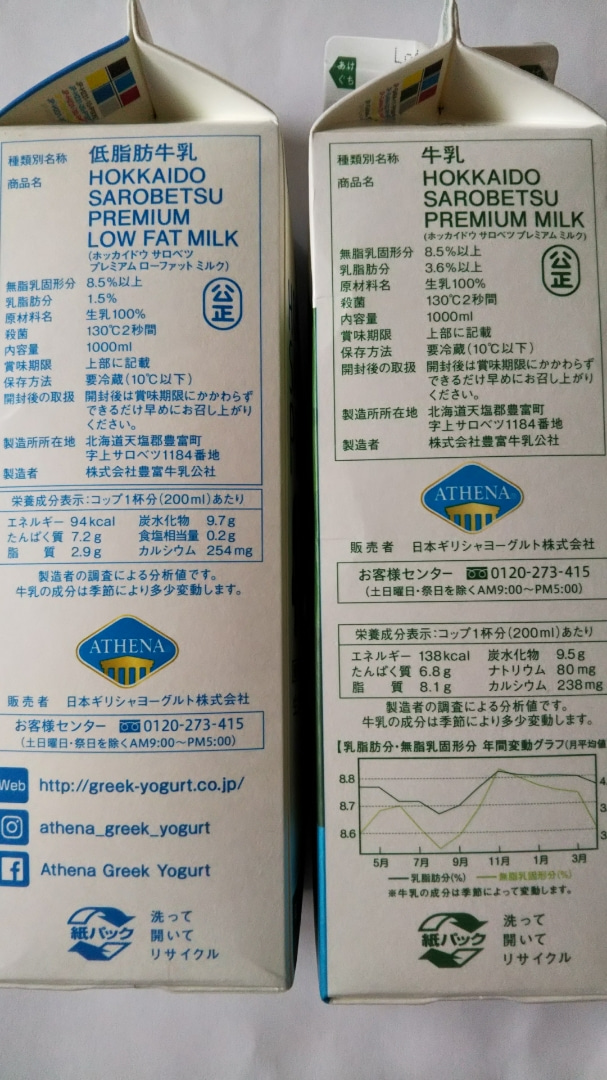 種類別名称 低脂肪牛乳
商品名 HOKKAIDO
SAROBETSU
PREMIUM
LOW FAT MILK
(ホッカイドウ サロベツ
プレミアム ローファット ミルク)
無脂乳固形分 8.5%以上
乳脂肪分 1.5%
原材料名 生乳100%
殺菌 130℃2秒間
内容量 1000ml
賞味期限 上部に記載
保存方法 要冷蔵(10℃以下)
開封後の取扱 開封後は賞味期限にかかわらず
できるだけ早めにお召し上がり
ください。
製造所所在地 北海道天塩郡豊富町
字上サロベツ1184番地
製造者 株式会社豊富牛乳公社
公正
栄養成分表示:コップ1杯分(200ml)あたり
エネルギー 94kcal 炭水化物 9.7g
たんぱく質 7.2g 食塩相当量 0.2g
脂質 2.9g カルシウム 254mg
製造者の調査による分析値です。
牛乳の成分は季節により多少変動します。
ATHENA
販売者 日本ギリシャヨーグルト株式会社
お客様センター 0120-273-415
(土日曜日・祭日を除くAM9:00〜PM5:00)
Web http://greek-yogurt.co.jp/
athena_greek_yogurt
Athena Greek Yogurt
紙パック
洗って
開いて
リサイクル
あけぐち
種類別名称 牛乳
商品名 HOKKAIDO
SAROBETSU
PREMIUM MILK
(ホッカイドウ サロベツ プレミアム ミルク)
無脂乳固形分 8.5%以上
乳脂肪分 3.6%以上
原材料名 生乳100%
殺菌 130℃2秒間
内容量 1000ml
賞味期限 上部に記載
保存方法 要冷蔵(10℃以下)
開封後の取扱 開封後は賞味期限にかかわらず
できるだけ早めにお召し上がり
ください。
製造所所在地 北海道天塩郡豊富町
字上サロベツ1184番地
製造者 株式会社豊富牛乳公社
公正
ATHENA
販売者 日本ギリシャヨーグルト株式会社
お客様センター 0120-273-415
(土日曜日・祭日を除くAM9:00〜PM5:00)
栄養成分表示:コップ1杯分(200ml)あたり
エネルギー 138kcal 炭水化物 9.5g
たんぱく質 6.8g ナトリウム 80mg
脂質 8.1g カルシウム 238mg
製造者の調査による分析値です。
牛乳の成分は季節により多少変動します。
【乳脂肪分・無脂乳固形分 年間変動グラフ(月平均値
8.8
8.7
8.6
5月 7月 9月 11月 1月 3月
乳脂肪分(%) 無脂乳固形分(%)
※牛乳の成分は季節によって変動します。
紙パック
洗って
開いて
リサイクル